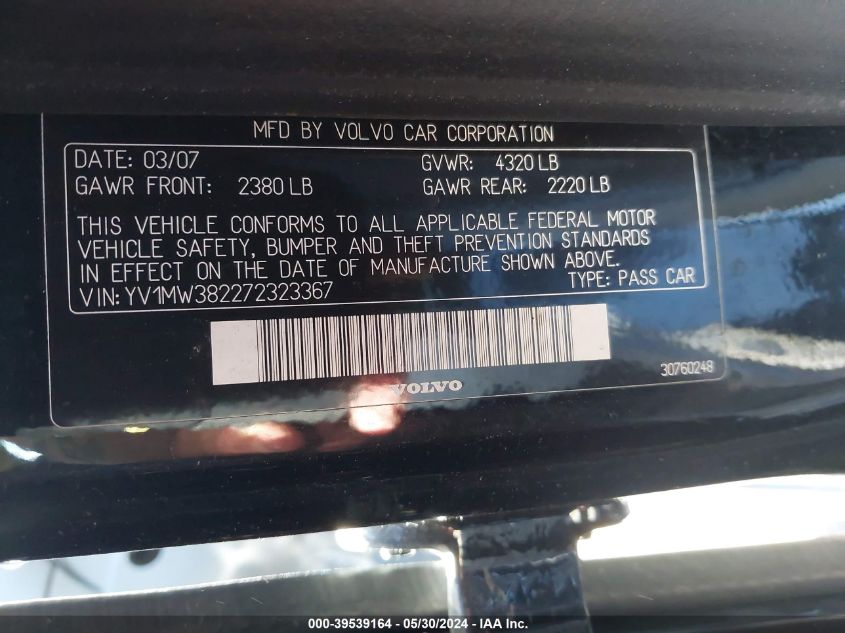 MFD BY VOLVO CAR CORPORATION
DATE: 03/07 GVWR: 4320 LB
GAWR FRONT: 2380 LB GAWR REAR: 2220 LB
THIS VEHICLE CONFORMS TO ALL APPLICABLE FEDERAL MOTOR
VEHICLE SAFETY, BUMPER AND THEFT PREVENTION STANDARDS
IN EFFECT ON THE DATE OF MANUFACTURE SHOWN ABOVE.
VIN: YV1MW382272323367 TYPE: PASS CAR
VOLVO
30760248
000-39539164 - 05/30/2024 - IAA Inc.